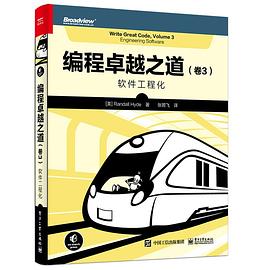 Broadview
Write Great Code, Volume 3
Engineering Software
编程卓越之道（卷3）
软件工程化
[美] Randall Hyde 著
张若飞 译
编程卓越之道
（卷3）
软件工程化
中国工信出版集团
电子工业出版社